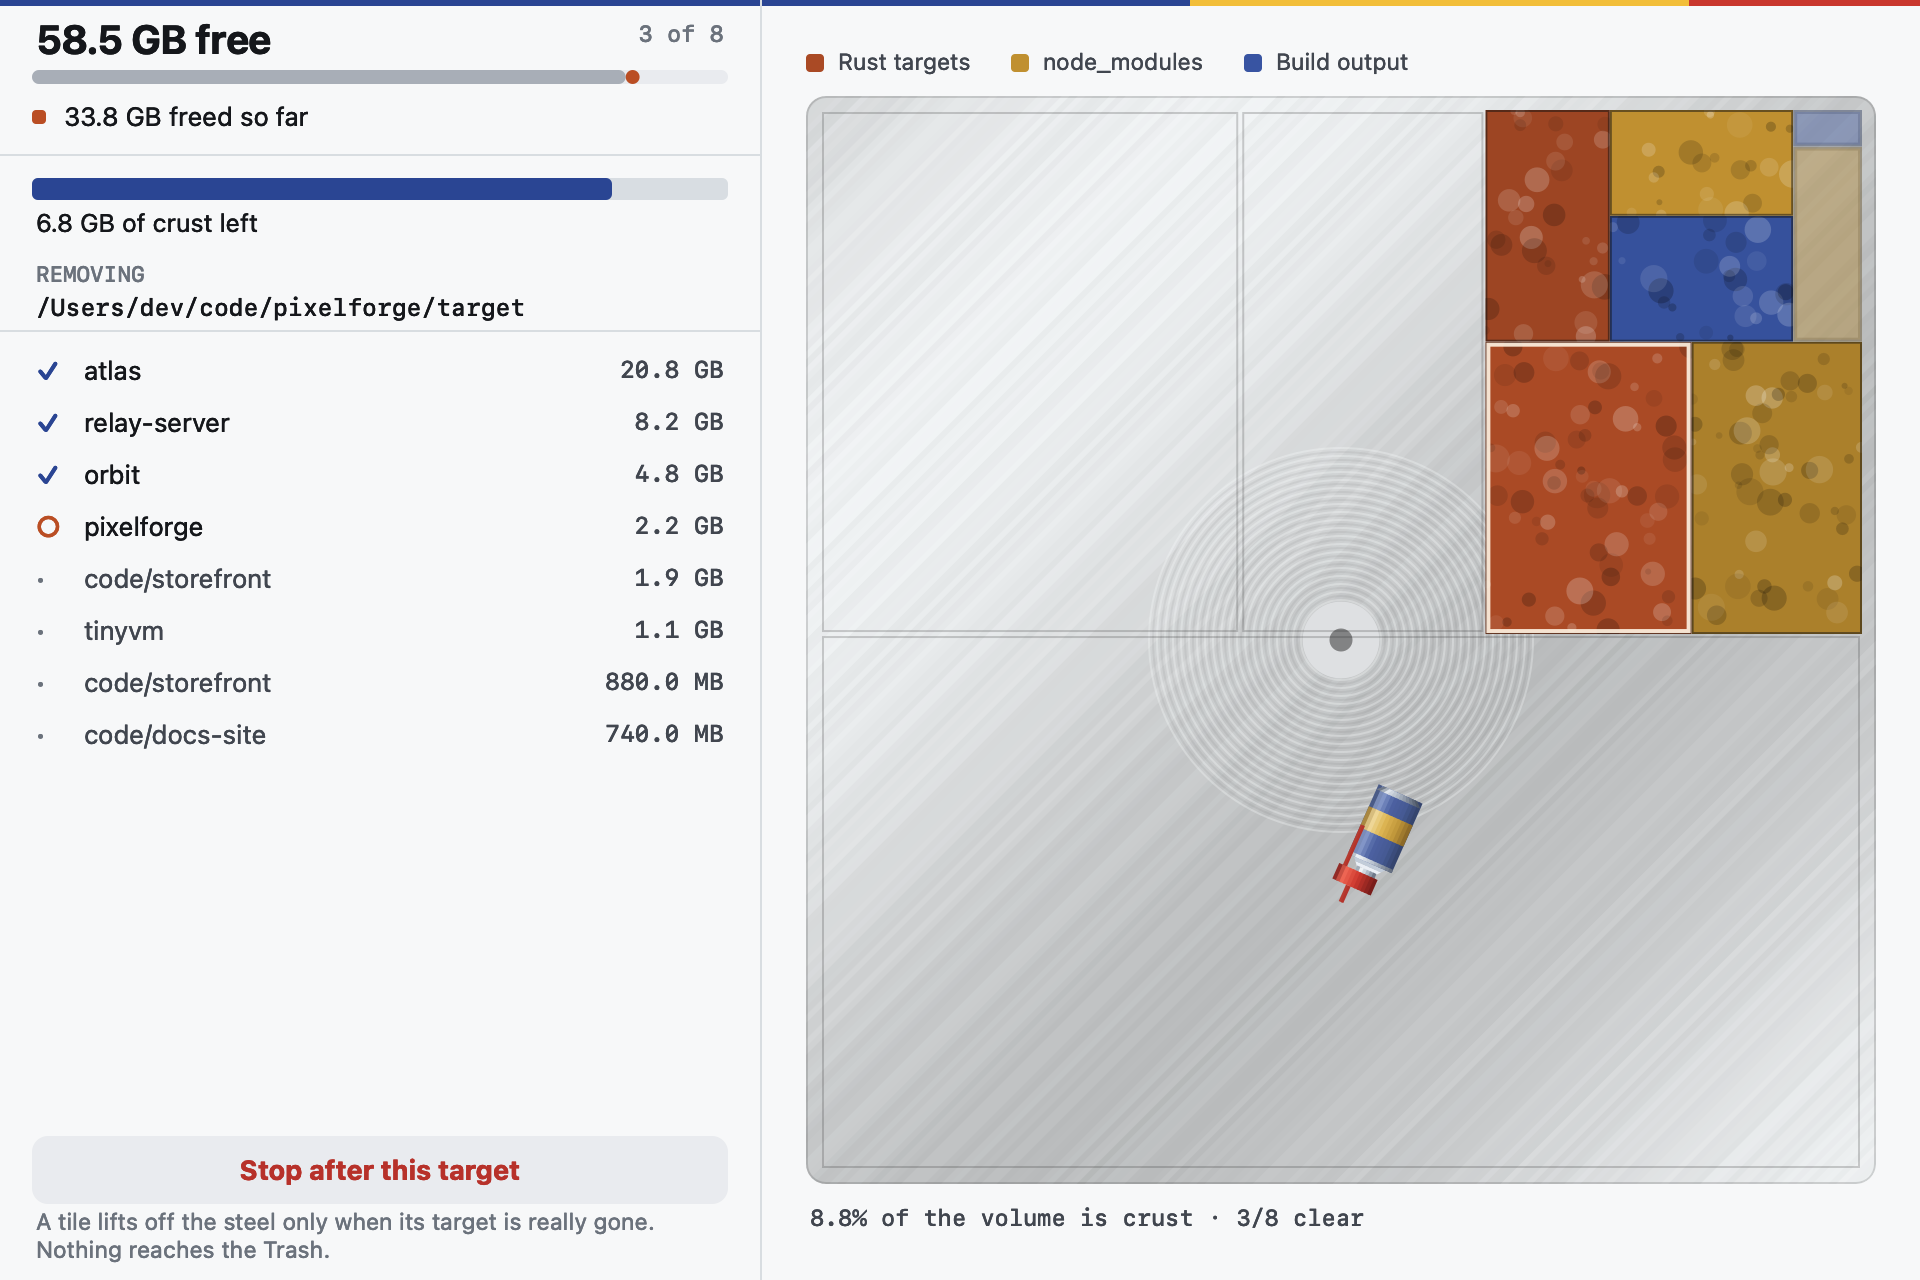 58.5 GB free
3 of 8
33.8 GB freed so far
6.8 GB of crust left
REMOVING
/Users/dev/code/pixelforge/target
atlas 20.8 GB
relay-server 8.2 GB
orbit 4.8 GB
pixelforge 2.2 GB
code/storefront 1.9 GB
tinyvm 1.1 GB
code/storefront 880.0 MB
code/docs-site 740.0 MB
Stop after this target
A tile lifts off the steel only when its target is really gone.
Nothing reaches the Trash.
Rust targets node_modules Build output
8.8% of the volume is crust · 3/8 clear